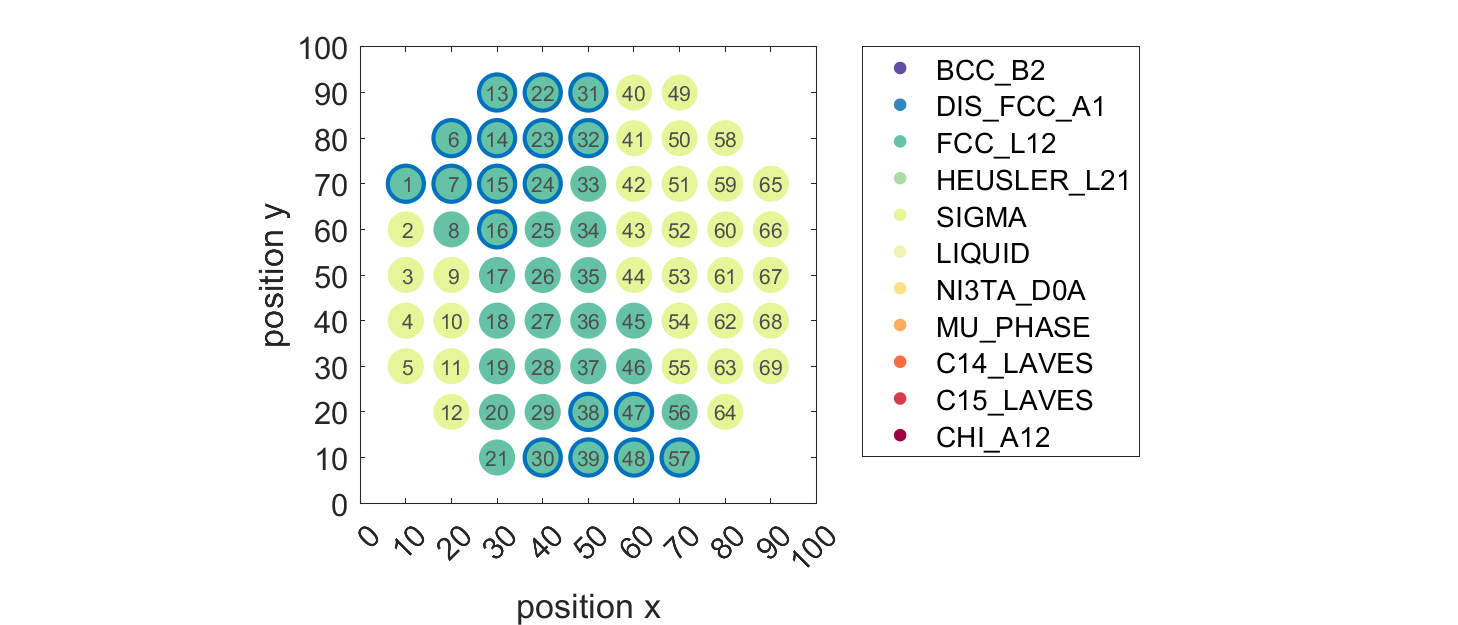 100
90
80
70
60
50
40
30
20
10
0
position y
13 22 31 40 49
6 14 23 32 41 50 58
1 7 15 24 33 42 51 59 65
2 8 16 25 34 43 52 60 66
3 9 17 26 35 44 53 61 67
4 10 18 27 36 45 54 62 68
5 11 19 28 37 46 55 63 69
12 20 29 38 47 56 64
21 30 39 48 57
0 10 20 30 40 50 60 70 80 90 100
position x
BCC_B2
DIS_FCC_A1
FCC_L12
HEUSLER_L21
SIGMA
LIQUID
NI3TA_D0A
MU_PHASE
C14_LAVES
C15_LAVES
CHI_A12